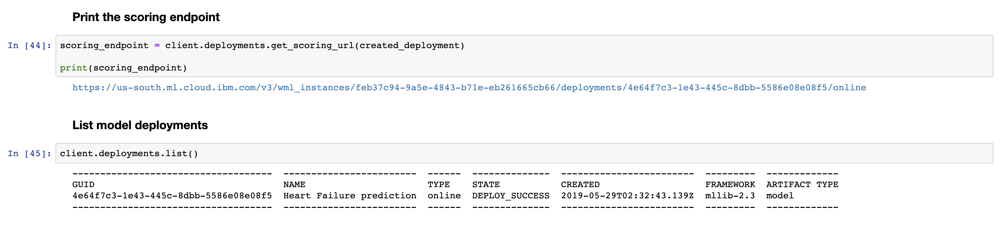 Print the scoring endpoint
In [44]: scoring_endpoint = client.deployments.get_scoring_url(created_deployment)
print(scoring_endpoint)
https://us-south.ml.cloud.ibm.com/v3/wml_instances/feb37c94-9a5e-4843-b71e-eb261665cb66/deployments/4e64f7c3-1e43-445c-8dbb-5586e08e08f5/online
List model deployments
In [45]: client.deployments.list()
------------------------------------  ------------------------  ------  --------------  ------------------------  ---------  -------------
GUID                                  NAME                      TYPE    STATE           CREATED                   FRAMEWORK  ARTIFACT TYPE
4e64f7c3-1e43-445c-8dbb-5586e08e08f5  Heart Failure prediction  online  DEPLOY_SUCCESS  2019-05-29T02:32:43.139Z  mllib-2.3  model
------------------------------------  ------------------------  ------  --------------  ------------------------  ---------  -------------